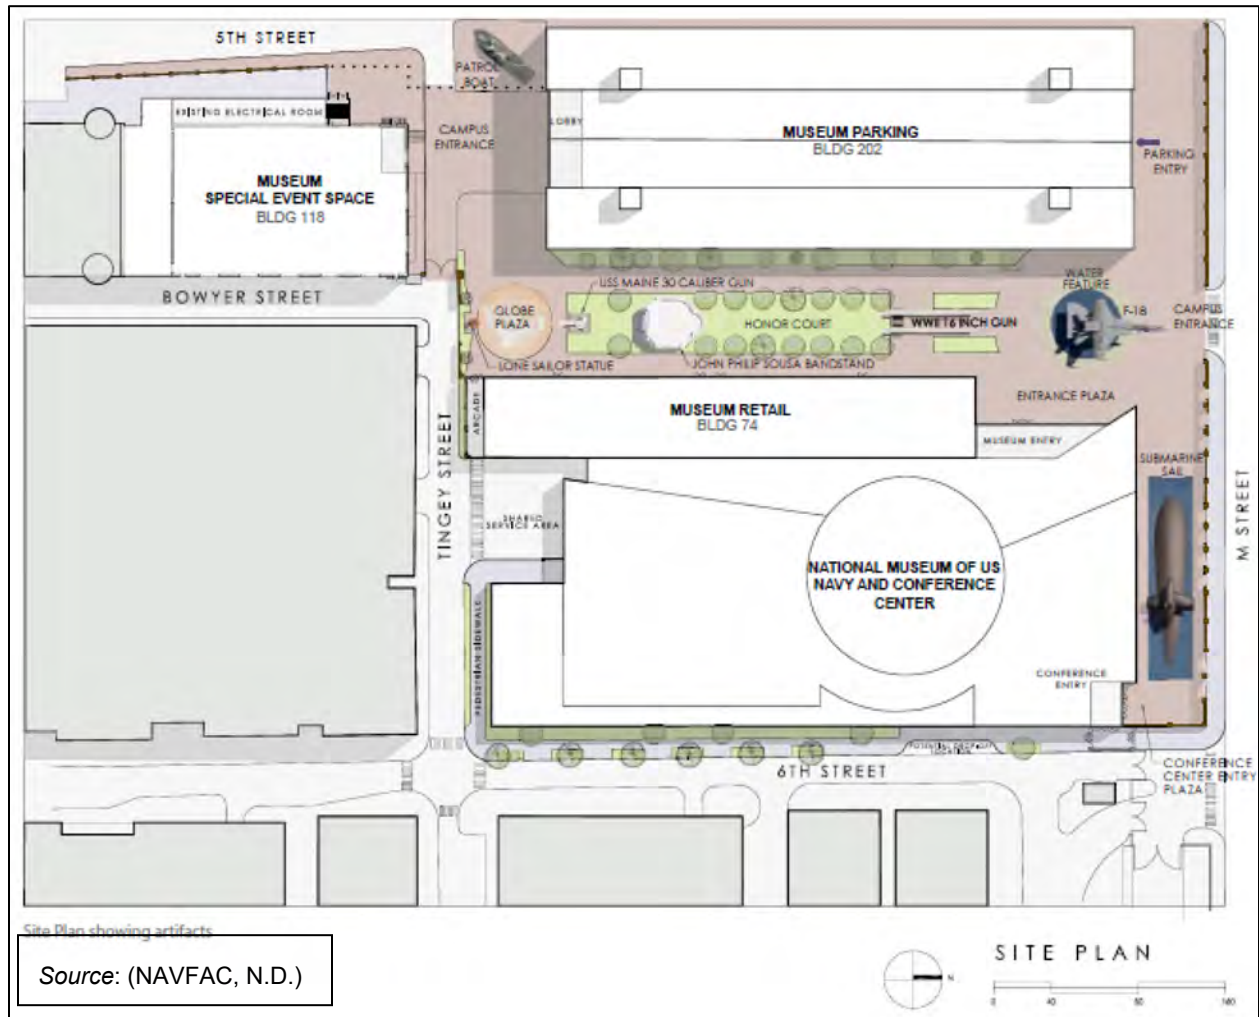 5TH STREET
PATROL
BOAT
EXISTING ELECTRICAL ROOM
LOBBY
CAMPUS
ENTRANCE
MUSEUM PARKING
BLDG 202
PARKING
ENTRY
MUSEUM
SPECIAL EVENT SPACE
BLDG 118
BOWYER STREET
USS MAINE 30 CALIBER GUN
WATER
FEATURE
GLOBE
PLAZA
HONOR COURT
WWII 16 INCH GUN
F-18
CAMPUS
ENTRANCE
LONE SAILOR STATUE
JOHN PHILIP SOUSA BANDSTAND
ARCADE
MUSEUM RETAIL
BLDG 74
ENTRANCE PLAZA
MUSEUM ENTRY
SUBMARINE
SAIL
TINGEY STREET
M STREET
SHARED
SERVICE AREA
NATIONAL MUSEUM OF US
NAVY AND CONFERENCE
CENTER
PEDESTRIAN SIDEWALK
CONFERENCE
ENTRY
POTENTIAL DROP-OFF
LOCATION
6TH STREET
CONFERENCE
CENTER ENTRY
PLAZA
Site Plan showing artifacts
Source: (NAVFAC, N.D.)
SITE PLAN
N
0 40 80 160